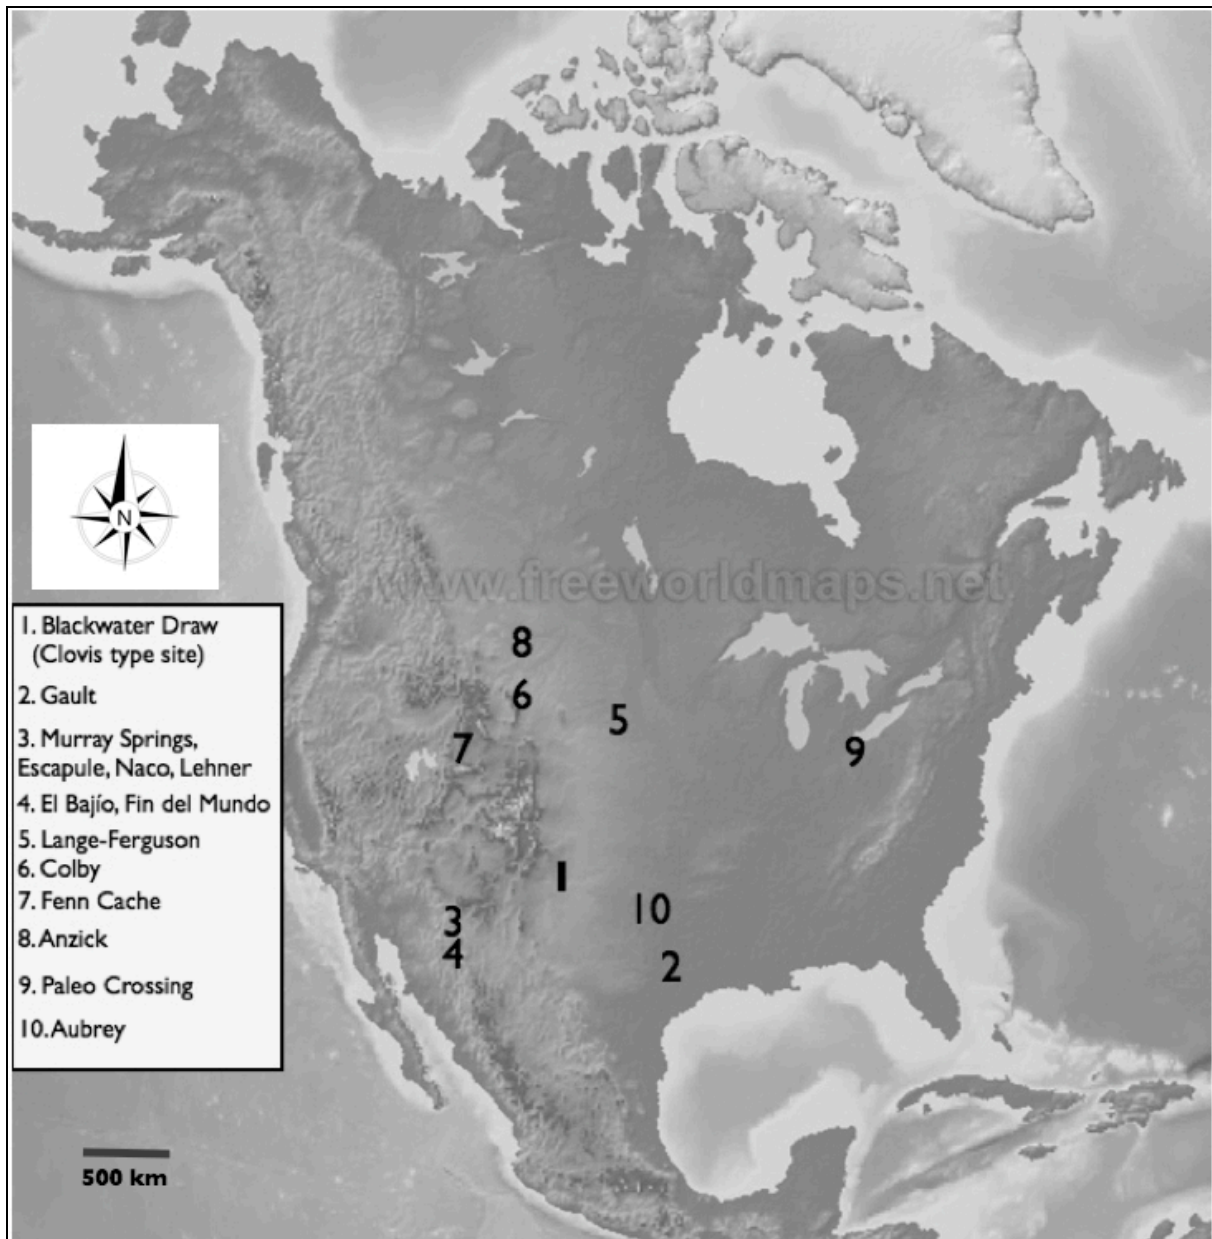 N
www.freeworldmaps.net
1. Blackwater Draw
(Clovis type site)
2. Gault
3. Murray Springs,
Escapule, Naco, Lehner
4. El Bajío, Fin del Mundo
5. Lange-Ferguson
6. Colby
7. Fenn Cache
8. Anzick
9. Paleo Crossing
10. Aubrey
8
6
5
7
9
1
3
10
4
2
500 km